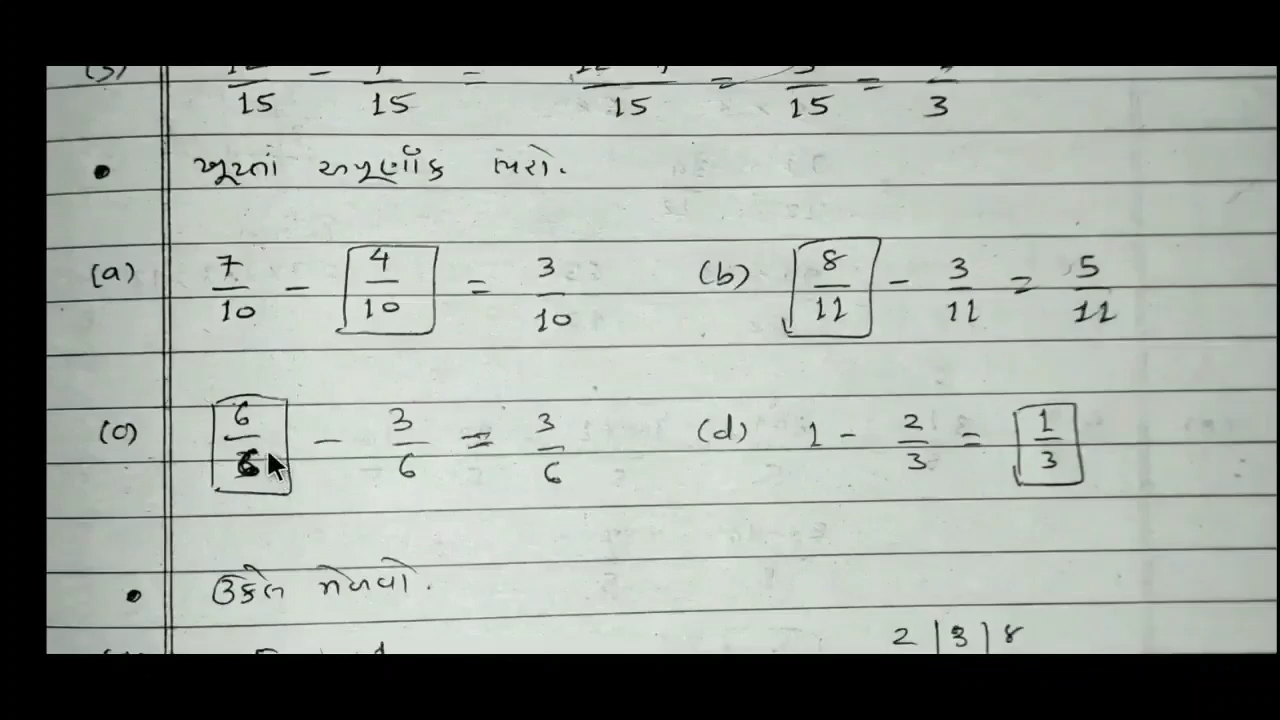 15 15 = 15 = 15 = 3
• ખૂટતાં અપૂર્ણાંક ભરો.
(a) 7/10 - 4/10 = 3/10 (b) 8/11 - 3/11 = 5/11
(c) 6/6 - 3/6 = 3/6 (d) 1 - 2/3 = 1/3
• ઉકેલ મેળવો.
2 | 3 | 8